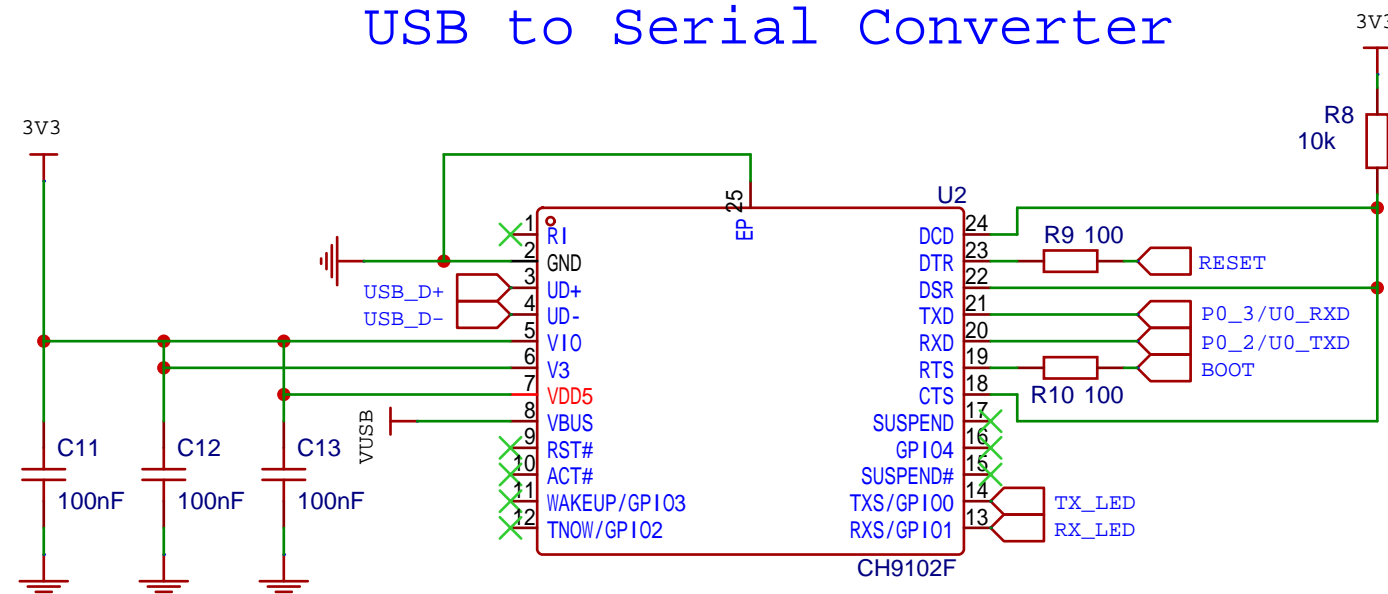 USB to Serial Converter
3V3
3V3
R8
10k
U2
25
EP
1
RI
2
GND
3
UD+
4
UD-
5
VIO
6
V3
7
VDD5
8
VBUS
9
RST#
10
ACT#
11
WAKEUP/GPIO3
12
TNOW/GPIO2
USB_D+
USB_D-
VUSB
24
DCD
23
DTR
22
DSR
21
TXD
20
RXD
19
RTS
18
CTS
17
SUSPEND
16
GPIO4
15
SUSPEND#
14
TXS/GPIO0
13
RXS/GPIO1
R9 100
RESET
P0_3/U0_RXD
P0_2/U0_TXD
BOOT
R10 100
TX_LED
RX_LED
C11
100nF
C12
100nF
C13
100nF
CH9102F